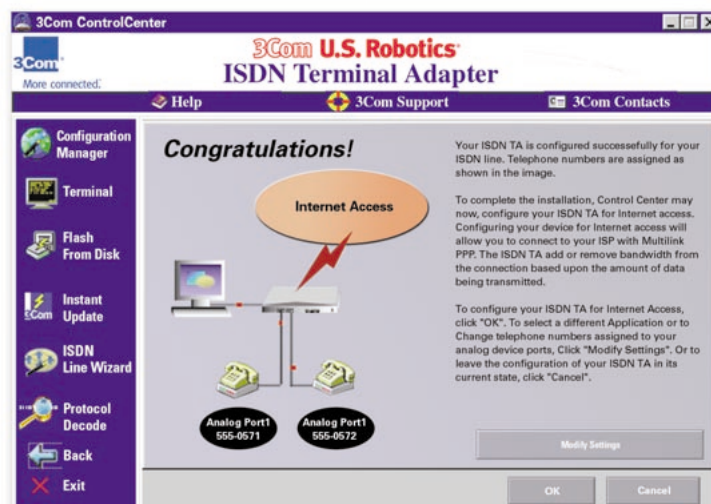 3Com ControlCenter
3Com
More connected.
3Com U.S. Robotics
ISDN Terminal Adapter
Help
3Com Support
3Com Contacts
Configuration
Manager
Terminal
Flash
From Disk
3Com
Instant
Update
ISDN
Line Wizard
Protocol
Decode
Back
Exit
Congratulations!
Internet Access
Analog Port1
555-0571
Analog Port1
555-0572
Your ISDN TA is configured successefully for your
ISDN line. Telephone numbers are assigned as
shown in the image.
To complete the installation, Control Center may
now, configure your ISDN TA for Internet access.
Configuring your device for Internet access will
allow you to connect to your ISP with Multilink
PPP. The ISDN TA add or remove bandwidth from
the connection based upon the amount of data
being transmitted.
To configure your ISDN TA for Internet Access,
click "OK". To select a different Application or to
Change telephone numbers assigned to your
analog device ports, Click "Modify Settings". Or to
leave the configuration of your ISDN TA in its
current state, click "Cancel".
Modify Settings
OK
Cancel